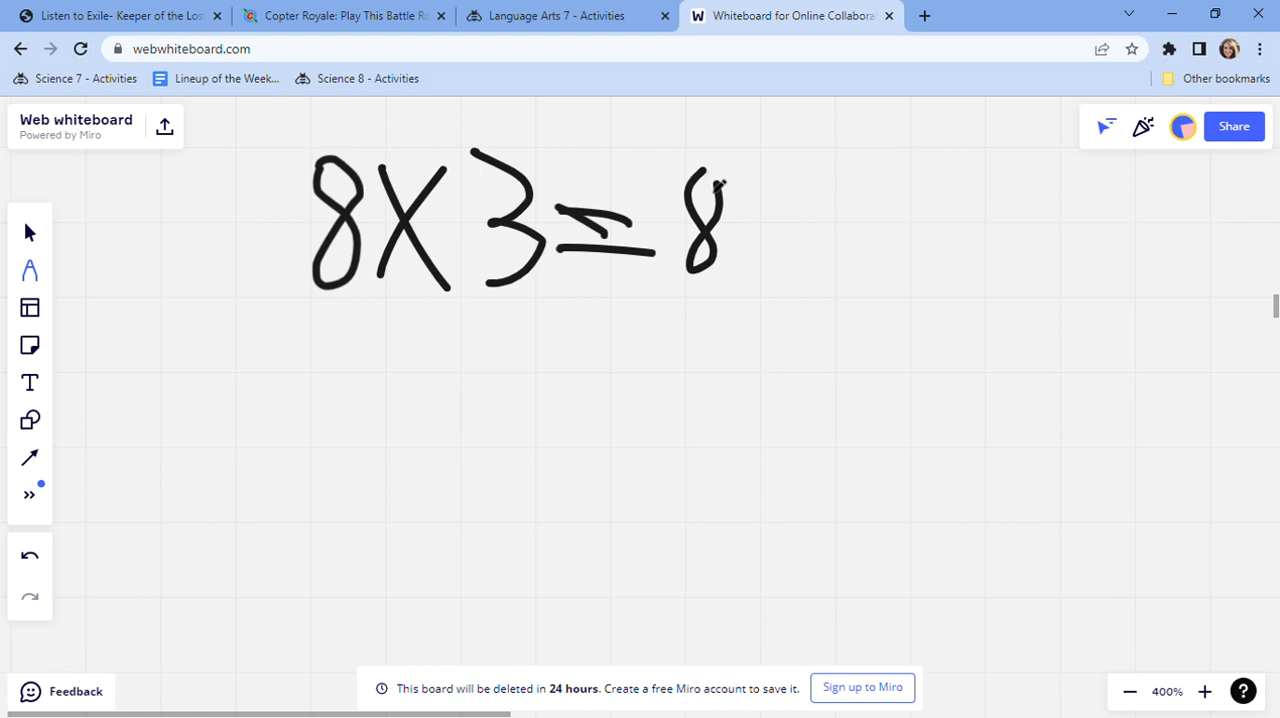 Listen to Exile- Keeper of the Los
Copter Royale: Play This Battle R
Language Arts 7 - Activities
Whiteboard for Online Collabora
webwhiteboard.com
Science 7 - Activities
Lineup of the Week...
Science 8 - Activities
Other bookmarks
Web whiteboard
Powered by Miro
Share
8X3=8
T
400%
Feedback
This board will be deleted in 24 hours. Create a free Miro account to save it.
Sign up to Miro